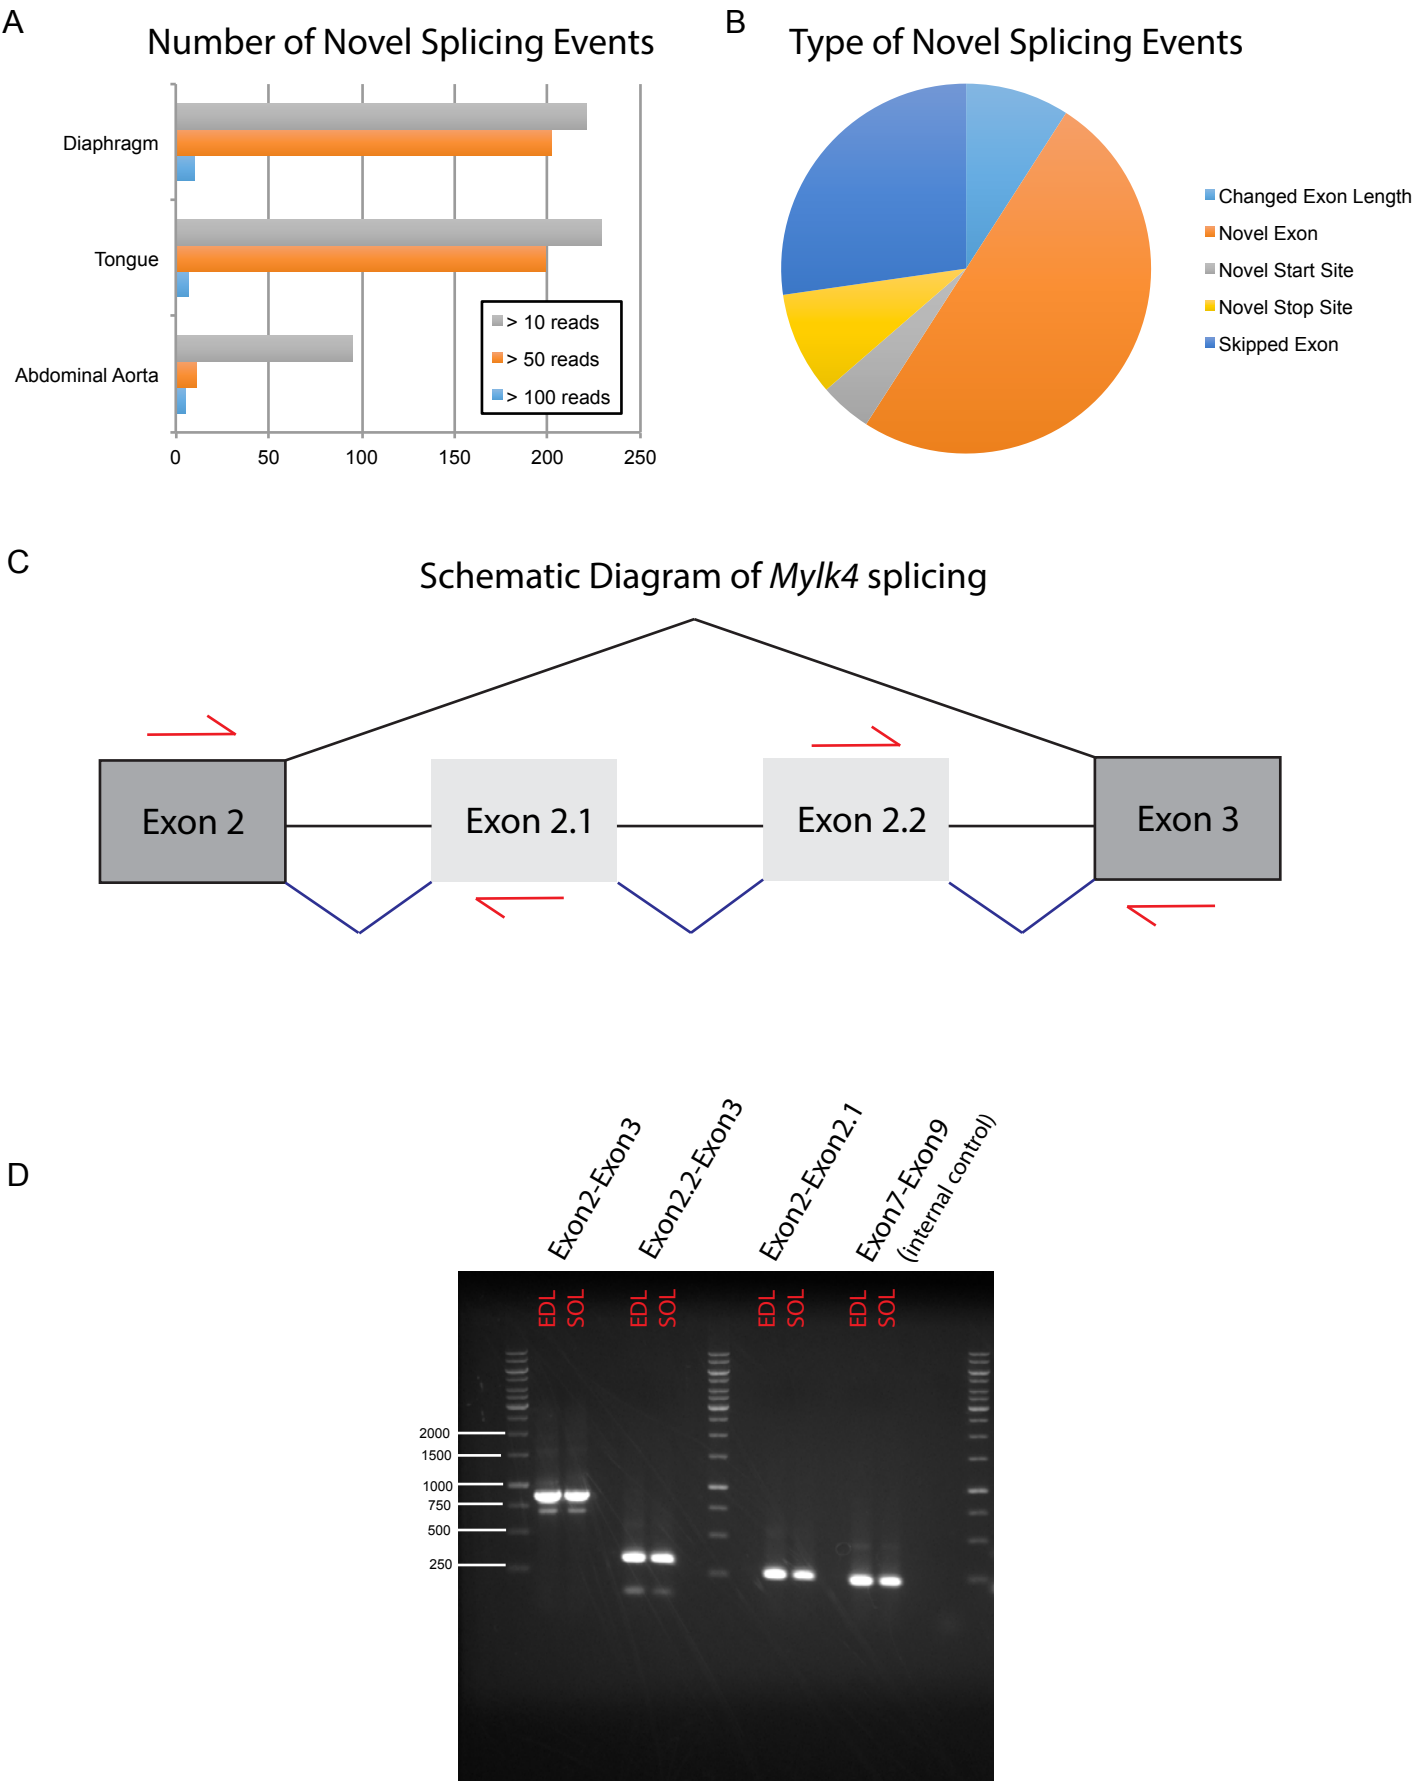 A
Number of Novel Splicing Events
Diaphragm
Tongue
Abdominal Aorta
> 10 reads
> 50 reads
> 100 reads
0 50 100 150 200 250
B
Type of Novel Splicing Events
Changed Exon Length
Novel Exon
Novel Start Site
Novel Stop Site
Skipped Exon
C
Schematic Diagram of Mylk4 splicing
Exon 2 Exon 2.1 Exon 2.2 Exon 3
D
Exon2-Exon3
Exon2.2-Exon3
Exon2-Exon2.1
Exon7-Exon9
(internal control)
EDL SOL EDL SOL EDL SOL EDL SOL
2000
1500
1000
750
500
250